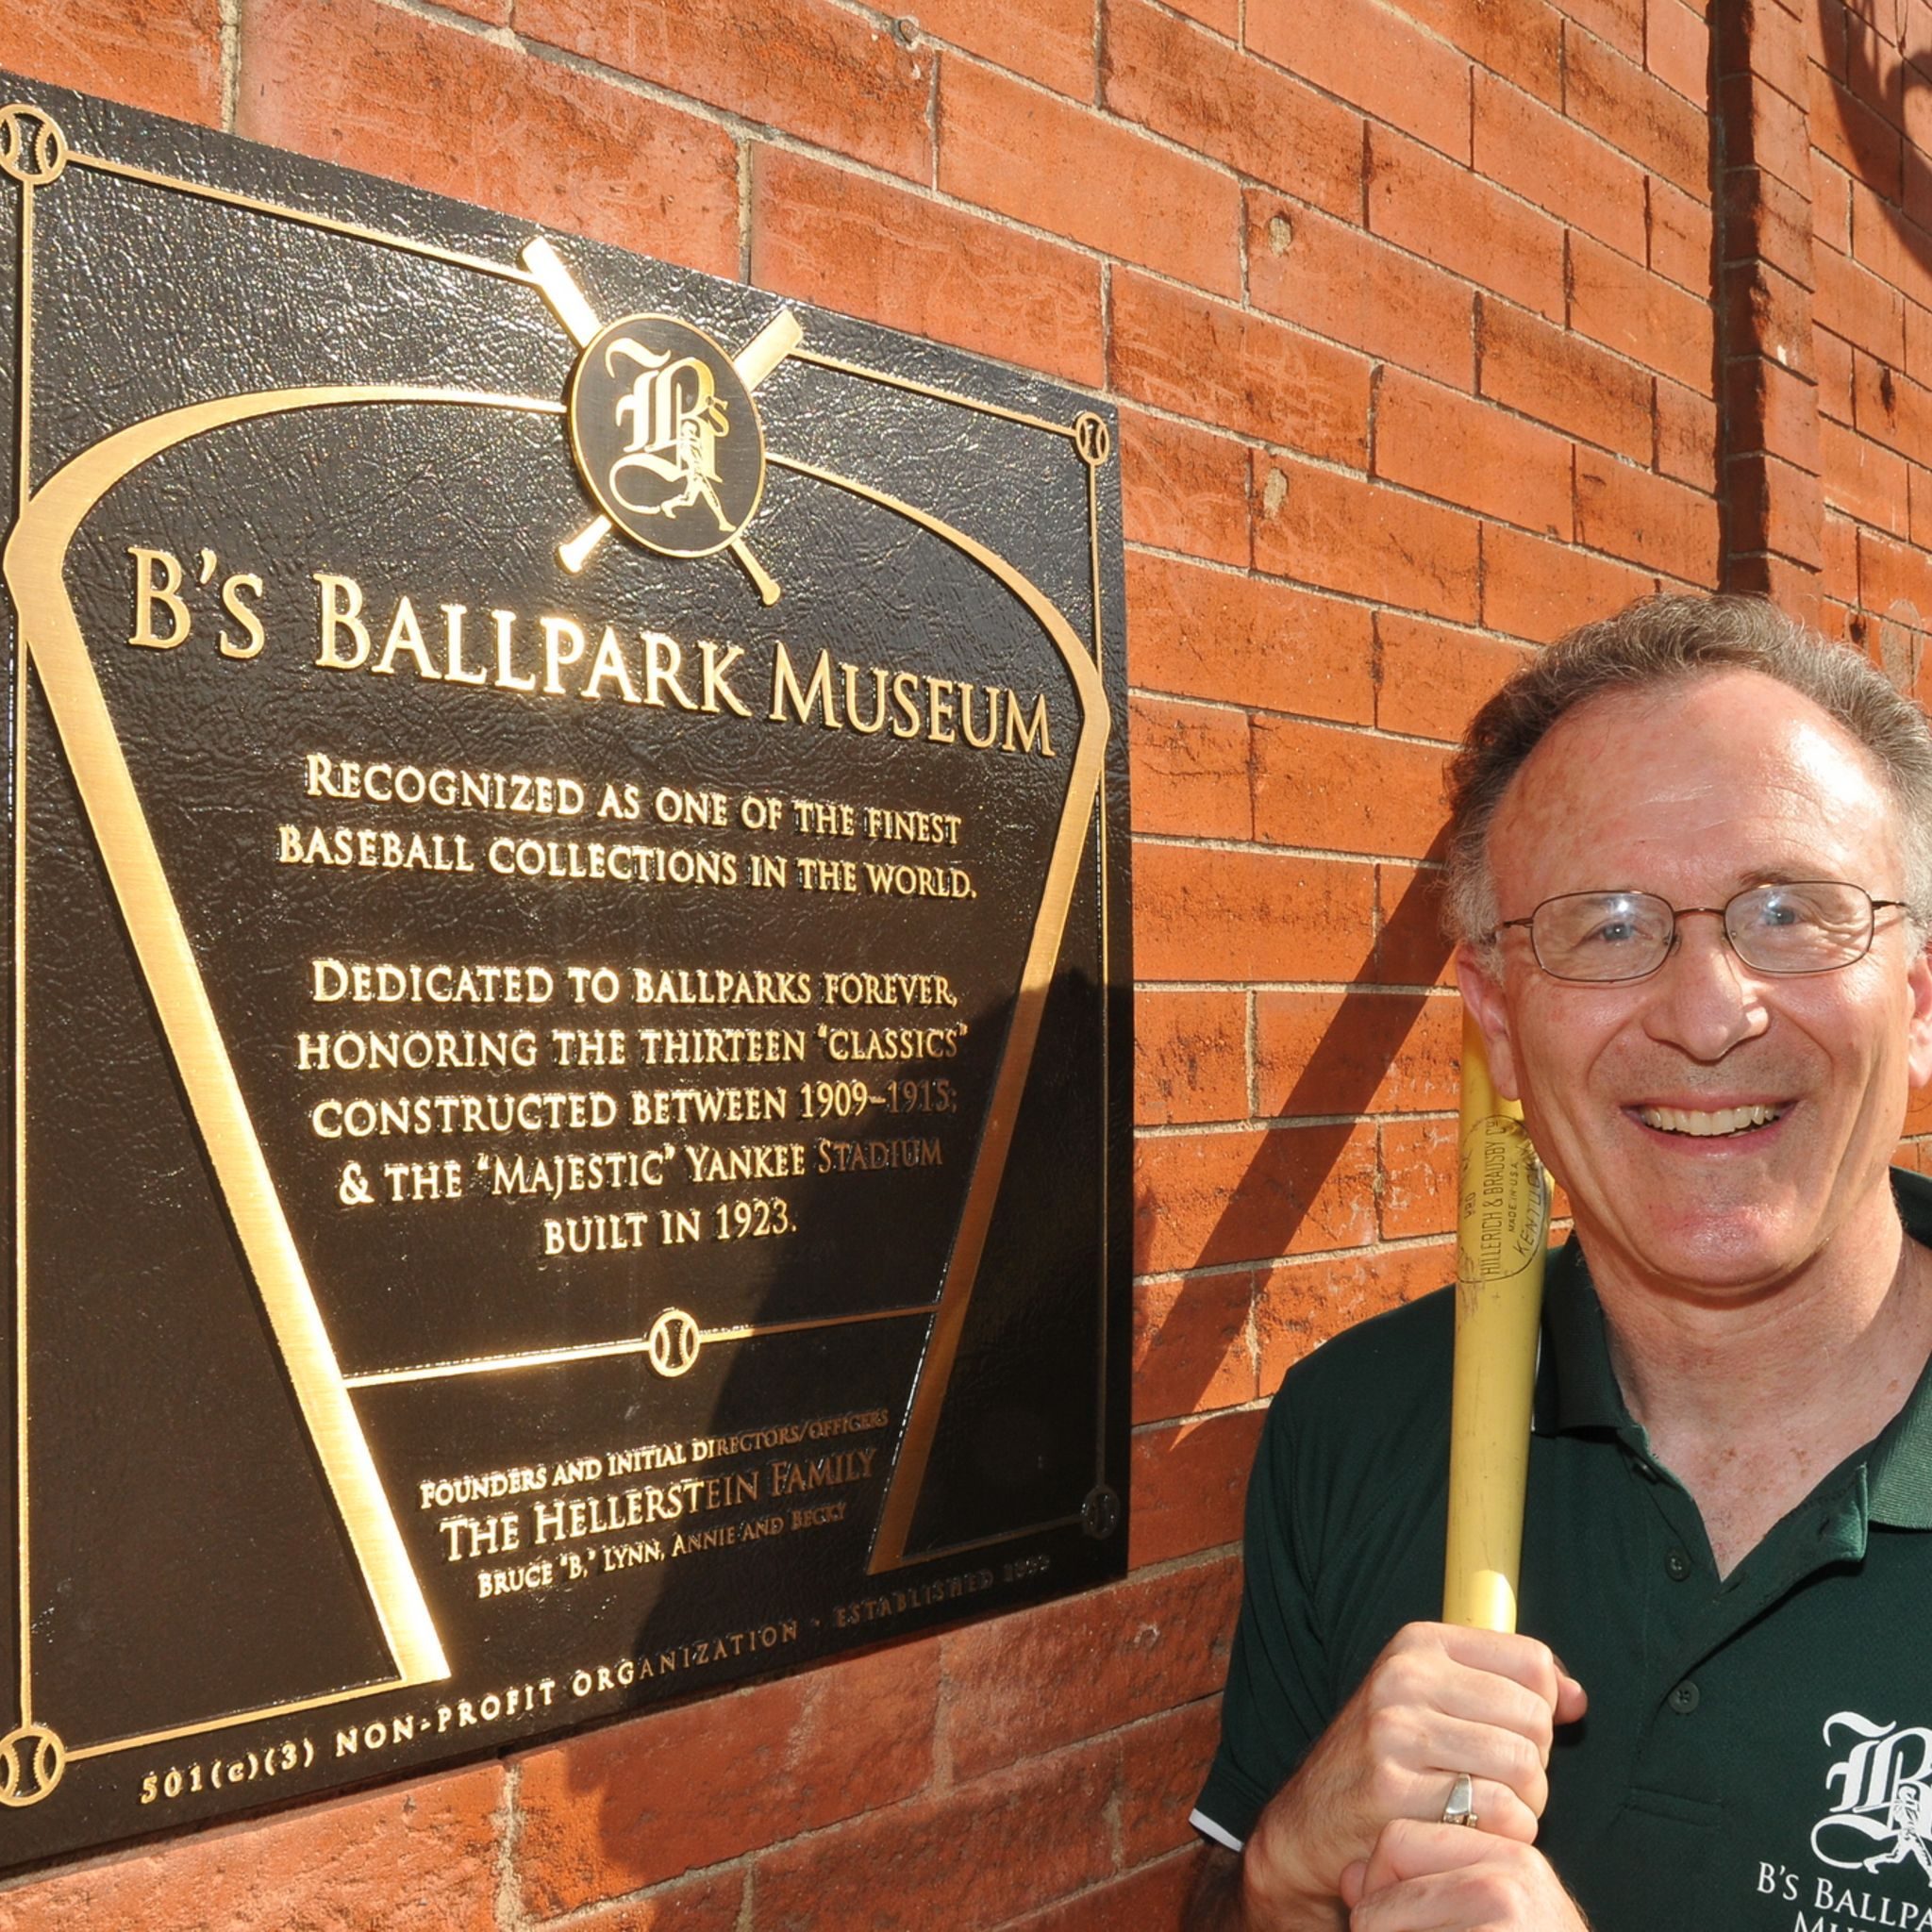 B's
B's BALLPARK MUSEUM
RECOGNIZED AS ONE OF THE FINEST
BASEBALL COLLECTIONS IN THE WORLD.
DEDICATED TO BALLPARKS FOREVER,
HONORING THE THIRTEEN "CLASSICS"
CONSTRUCTED BETWEEN 1909–1915;
& THE "MAJESTIC" YANKEE STADIUM
BUILT IN 1923.
FOUNDERS AND INITIAL DIRECTORS/OFFICERS
THE HELLERSTEIN FAMILY
BRUCE "B," LYNN, ANNIE AND BECKY
501(c)(3) NON-PROFIT ORGANIZATION · ESTABLISHED
HILLERICH & BRADSBY Co
MADE IN U.S.A.
KENTUCKY
B
B's BALLPA
MU